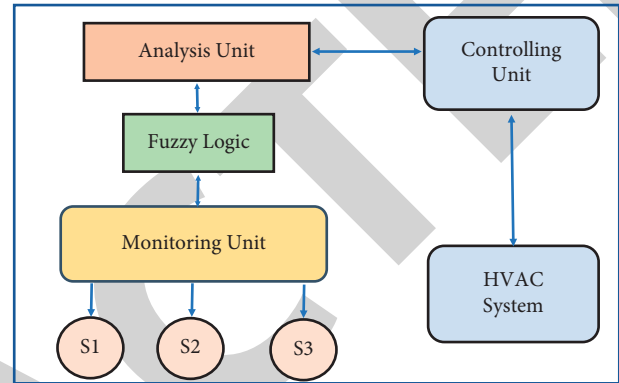 Analysis Unit
Controlling
Unit
Fuzzy Logic
Monitoring Unit
HVAC
System
S1
S2
S3